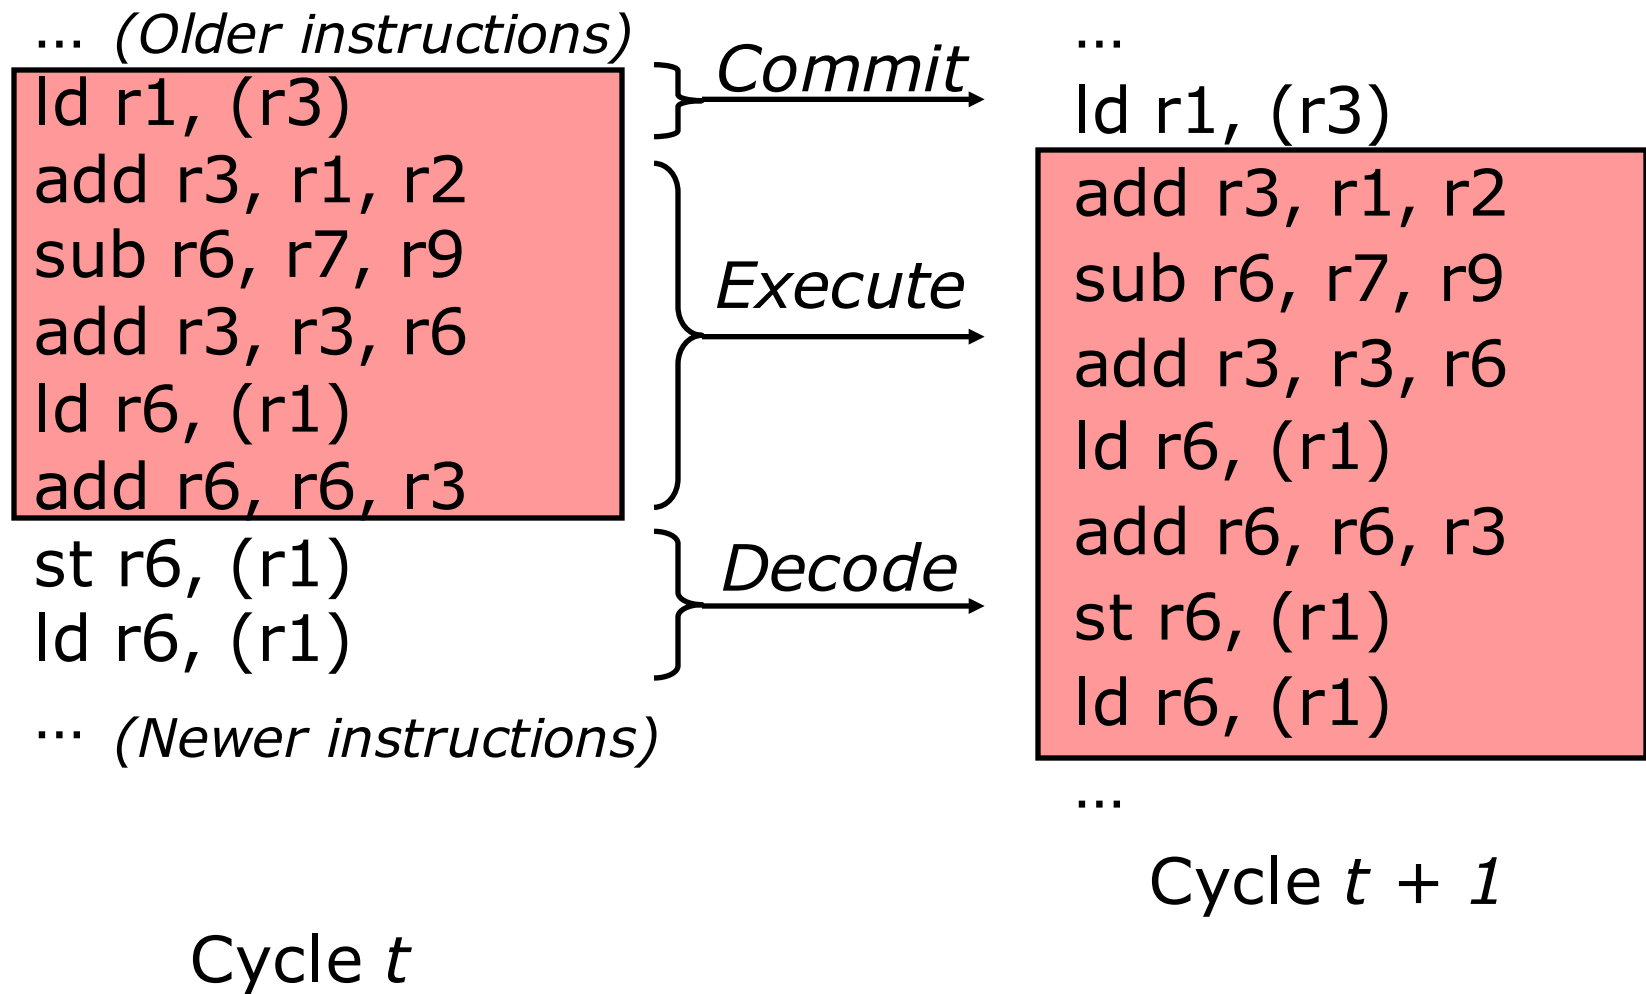 ... (Older instructions)
ld r1, (r3)
add r3, r1, r2
sub r6, r7, r9
add r3, r3, r6
ld r6, (r1)
add r6, r6, r3
st r6, (r1)
ld r6, (r1)
... (Newer instructions)
Cycle t
Commit
Execute
Decode
...
ld r1, (r3)
add r3, r1, r2
sub r6, r7, r9
add r3, r3, r6
ld r6, (r1)
add r6, r6, r3
st r6, (r1)
ld r6, (r1)
...
Cycle t + 1